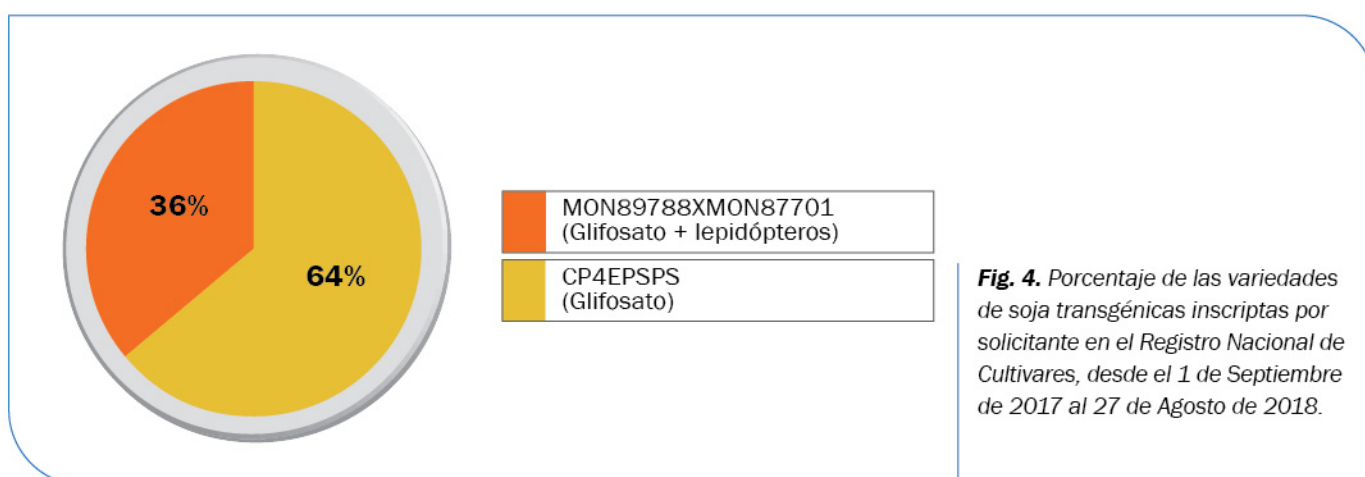 36%
64%
MON89788XMON87701
(Glifosato + lepidópteros)
CP4EPSPS
(Glifosato)
Fig. 4. Porcentaje de las variedades
de soja transgénicas inscriptas por
solicitante en el Registro Nacional de
Cultivares, desde el 1 de Septiembre
de 2017 al 27 de Agosto de 2018.